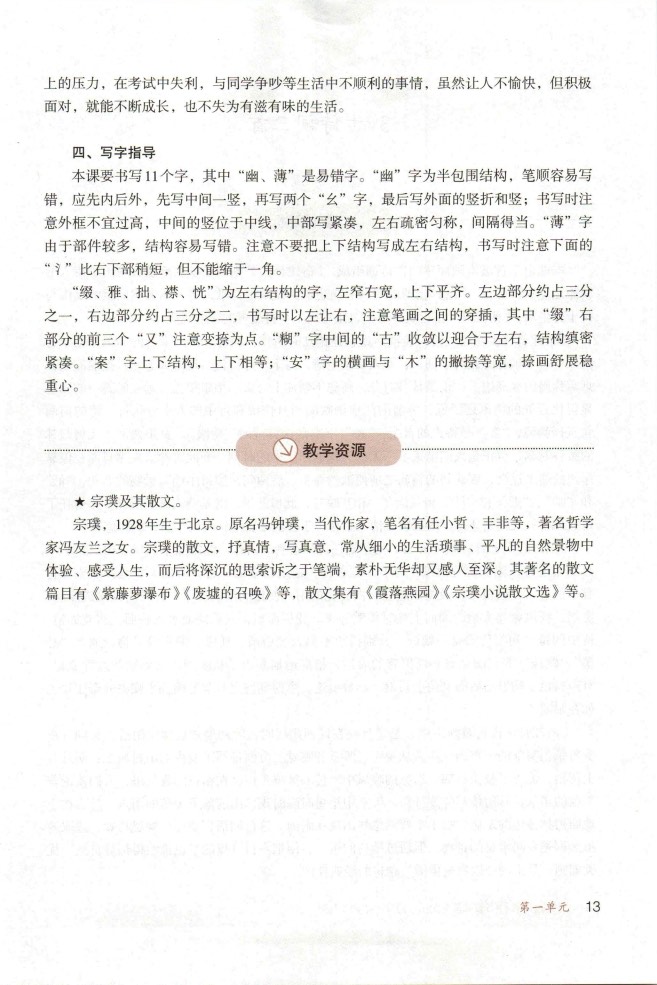 上的压力，在考试中失利，与同学争吵等生活中不顺利的事情，虽然让人不愉快，但积极
面对，就能不断成长，也不失为有滋有味的生活。
四、写字指导
本课要书写11个字，其中“幽、薄”是易错字。“幽”字为半包围结构，笔顺容易写
错，应先内后外，先写中间一竖，再写两个“幺”字，最后写外面的竖折和竖；书写时注
意外框不宜过高，中间的竖位于中线，中部写紧凑，左右疏密匀称，间隔得当。“薄”字
由于部件较多，结构容易写错。注意不要把上下结构写成左右结构，书写时注意下面的
“氵”比右下部稍短，但不能缩于一角。
“缀、雅、拙、襟、恍”为左右结构的字，左窄右宽，上下平齐。左边部分约占三分
之一，右边部分约占三分之二，书写时以左让右，注意笔画之间的穿插，其中“缀”右
部分的前三个“又”注意变捺为点。“糊”字中间的“古”收敛以迎合于左右，结构缜密
紧凑。“案”字上下结构，上下相等；“安”字的横画与“木”的撇捺等宽，捺画舒展稳
重心。
教学资源
★ 宗璞及其散文。
宗璞，1928年生于北京。原名冯钟璞，当代作家，笔名有任小哲、丰非等，著名哲学
家冯友兰之女。宗璞的散文，抒真情，写真意，常从细小的生活琐事、平凡的自然景物中
体验、感受人生，而后将深沉的思索诉之于笔端，素朴无华却又感人至深。其著名的散文
篇目有《紫藤萝瀑布》《废墟的召唤》等，散文集有《霞落燕园》《宗璞小说散文选》等。
第一单元 13